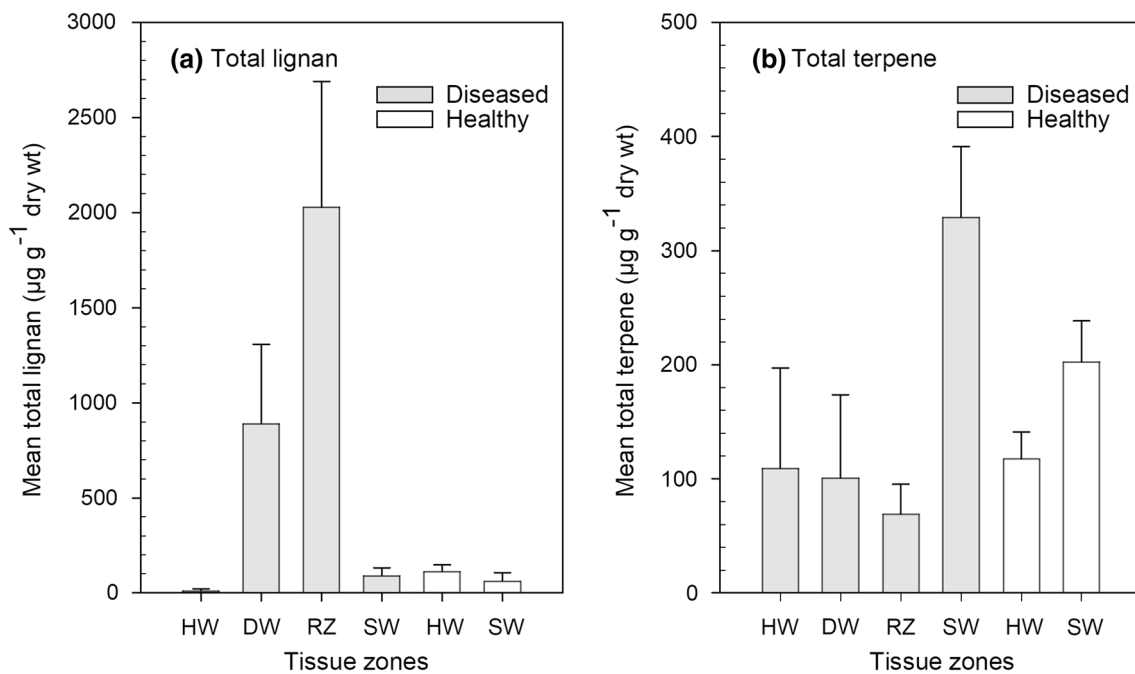 (a) Total lignan
Diseased
Healthy
Mean total lignan (µg g⁻¹ dry wt)
3000
2500
2000
1500
1000
500
0
HW DW RZ SW HW SW
Tissue zones
(b) Total terpene
Diseased
Healthy
Mean total terpene (µg g⁻¹ dry wt)
500
400
300
200
100
0
HW DW RZ SW HW SW
Tissue zones